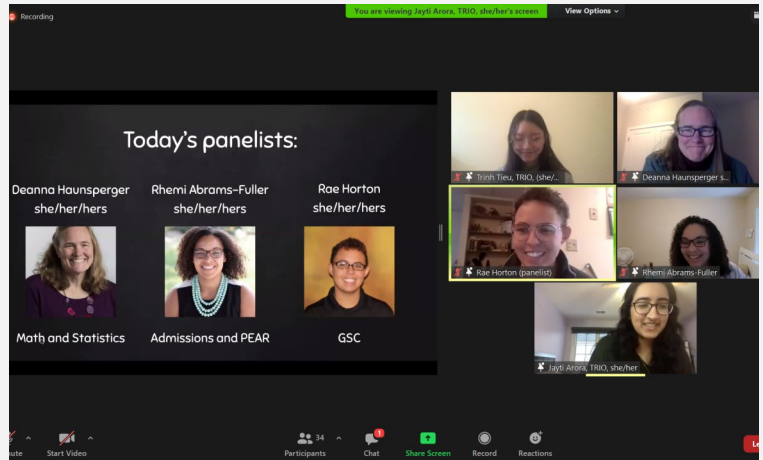 Recording
You are viewing Jayti Arora, TRIO, she/her's screen
View Options
Today's panelists:
Deanna Haunsperger
she/her/hers
Rhemi Abrams-Fuller
she/her/hers
Rae Horton
she/her/hers
Math and Statistics
Admissions and PEAR
GSC
Trinh Tieu, TRIO, (she/...
Deanna Haunsperger s...
Rae Horton (panelist)
Rhemi Abrams-Fuller
Jayti Arora, TRIO, she/her
ute
Start Video
34
Participants
1
Chat
Share Screen
Record
Reactions
Le